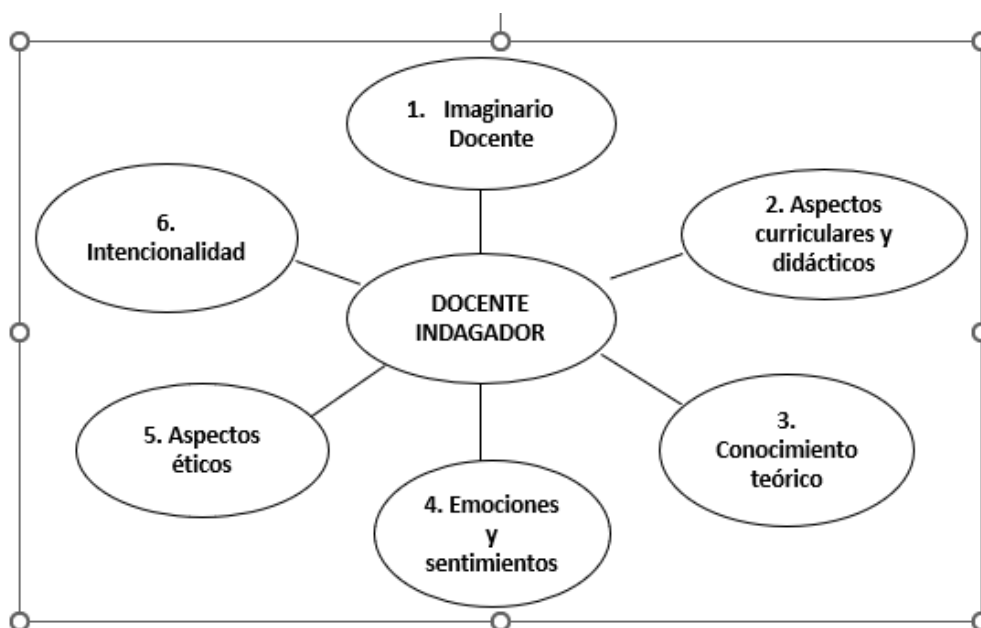 1. Imaginario
Docente
2. Aspectos
curriculares y
didácticos
3.
Conocimiento
teórico
4. Emociones
y
sentimientos
5. Aspectos
éticos
6.
Intencionalidad
DOCENTE
INDAGADOR